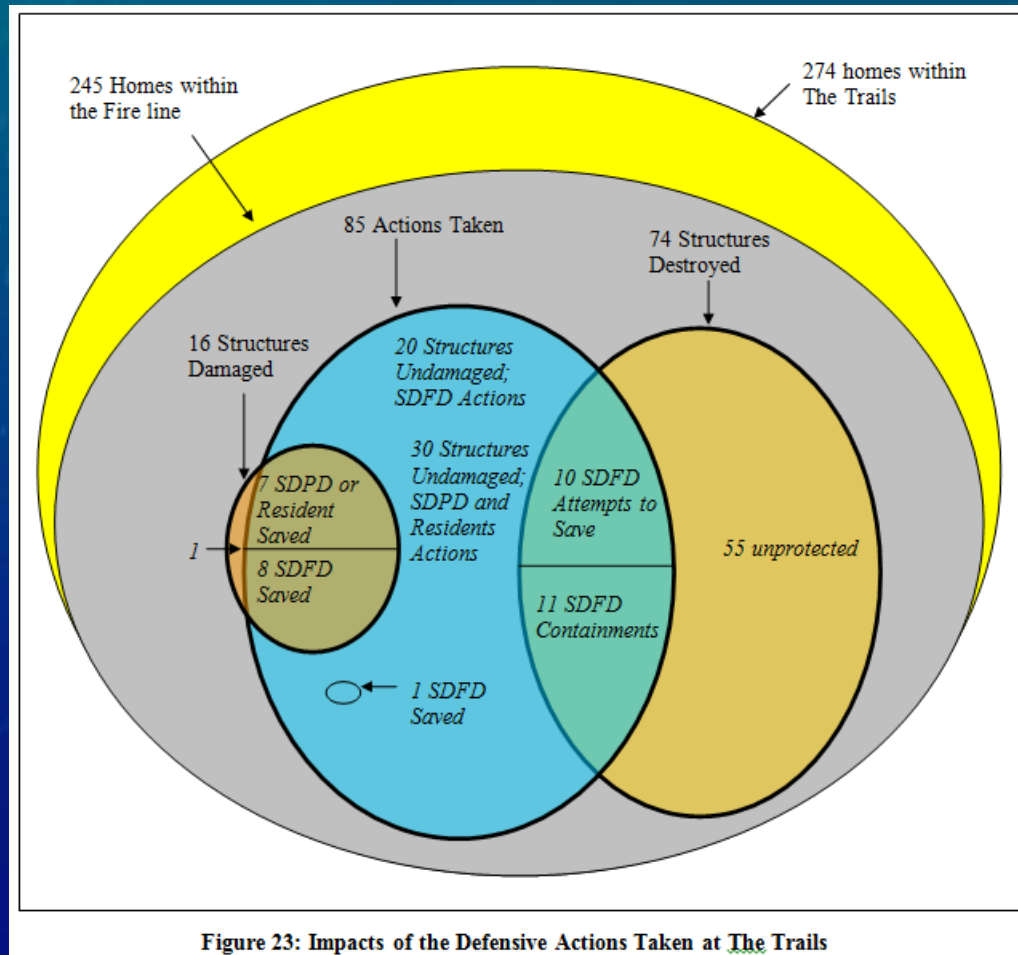 245 Homes within
the Fire line
274 homes within
The Trails
85 Actions Taken
74 Structures
Destroyed
16 Structures
Damaged
20 Structures
Undamaged;
SDFD Actions
30 Structures
Undamaged;
SDPD and
Residents
Actions
7 SDPD or
Resident
Saved
1
8 SDFD
Saved
10 SDFD
Attempts to
Save
55 unprotected
11 SDFD
Containments
1 SDFD
Saved
Figure 23: Impacts of the Defensive Actions Taken at The Trails